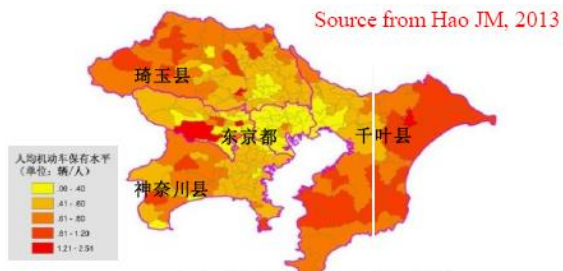 Source from Hao JM, 2013
琦玉县
东京都
千叶县
神奈川县
人均机动车保有水平
(单位：辆/人)
.06 - .40
.41 - .60
.61 - .80
.81 - 1.20
1.21 - 2.54